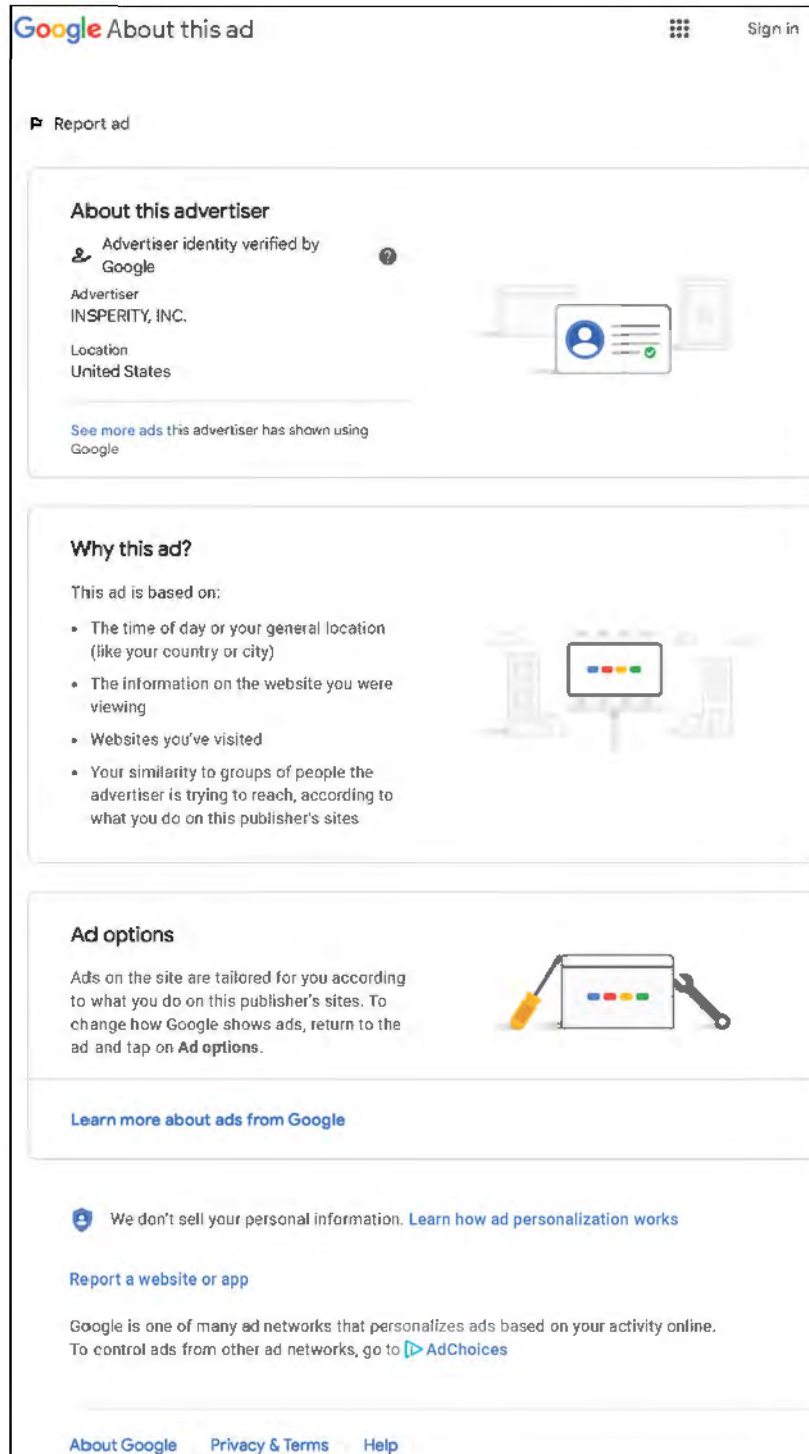 Google About this ad
Sign in
Report ad
About this advertiser
Advertiser identity verified by
Google
Advertiser
INSPERITY, INC.
Location
United States
See more ads this advertiser has shown using
Google
Why this ad?
This ad is based on:
• The time of day or your general location
(like your country or city)
• The information on the website you were
viewing
• Websites you've visited
• Your similarity to groups of people the
advertiser is trying to reach, according to
what you do on this publisher's sites
Ad options
Ads on the site are tailored for you according
to what you do on this publisher's sites. To
change how Google shows ads, return to the
ad and tap on Ad options.
Learn more about ads from Google
We don't sell your personal information. Learn how ad personalization works
Report a website or app
Google is one of many ad networks that personalizes ads based on your activity online.
To control ads from other ad networks, go to AdChoices
About Google Privacy & Terms Help